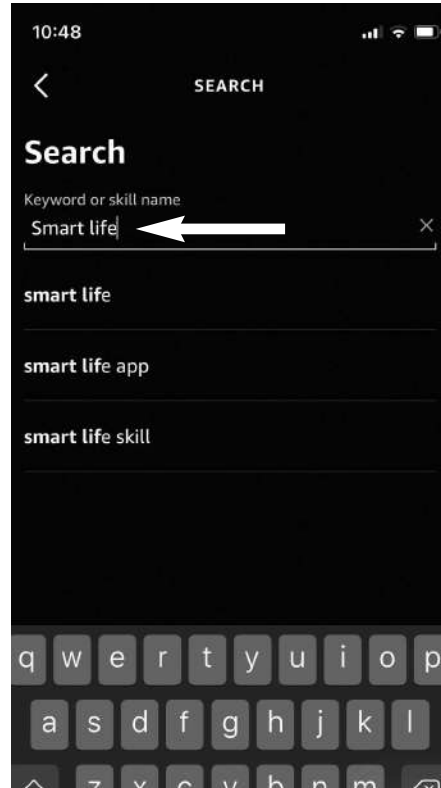 10:48
SEARCH
Search
Keyword or skill name
Smart life
smart life
smart life app
smart life skill
q w e r t y u i o p
a s d f g h j k l
z x c v b n m